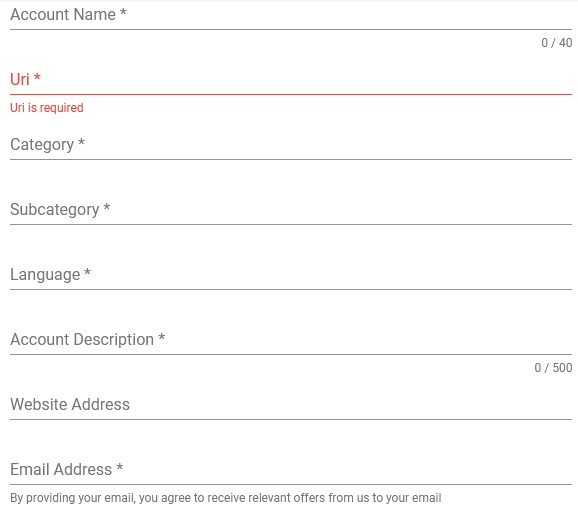 Account Name *
0 / 40
Uri *
Uri is required
Category *
Subcategory *
Language *
Account Description *
0 / 500
Website Address
Email Address *
By providing your email, you agree to receive relevant offers from us to your email